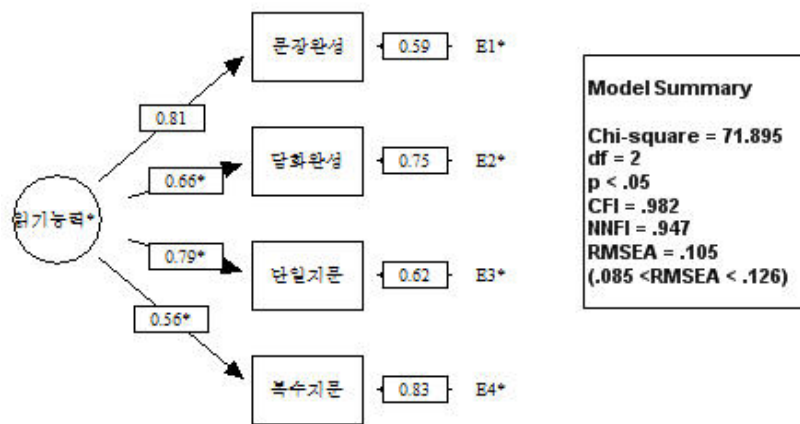 문장완성
0.59
E1*
0.81
담화완성
0.75
E2*
0.66*
읽기능력*
0.79*
단일지문
0.62
E3*
0.56*
복수지문
0.83
E4*
Model Summary
Chi-square = 71.895
df = 2
p < .05
CFI = .982
NNFI = .947
RMSEA = .105
(.085 <RMSEA < .126)